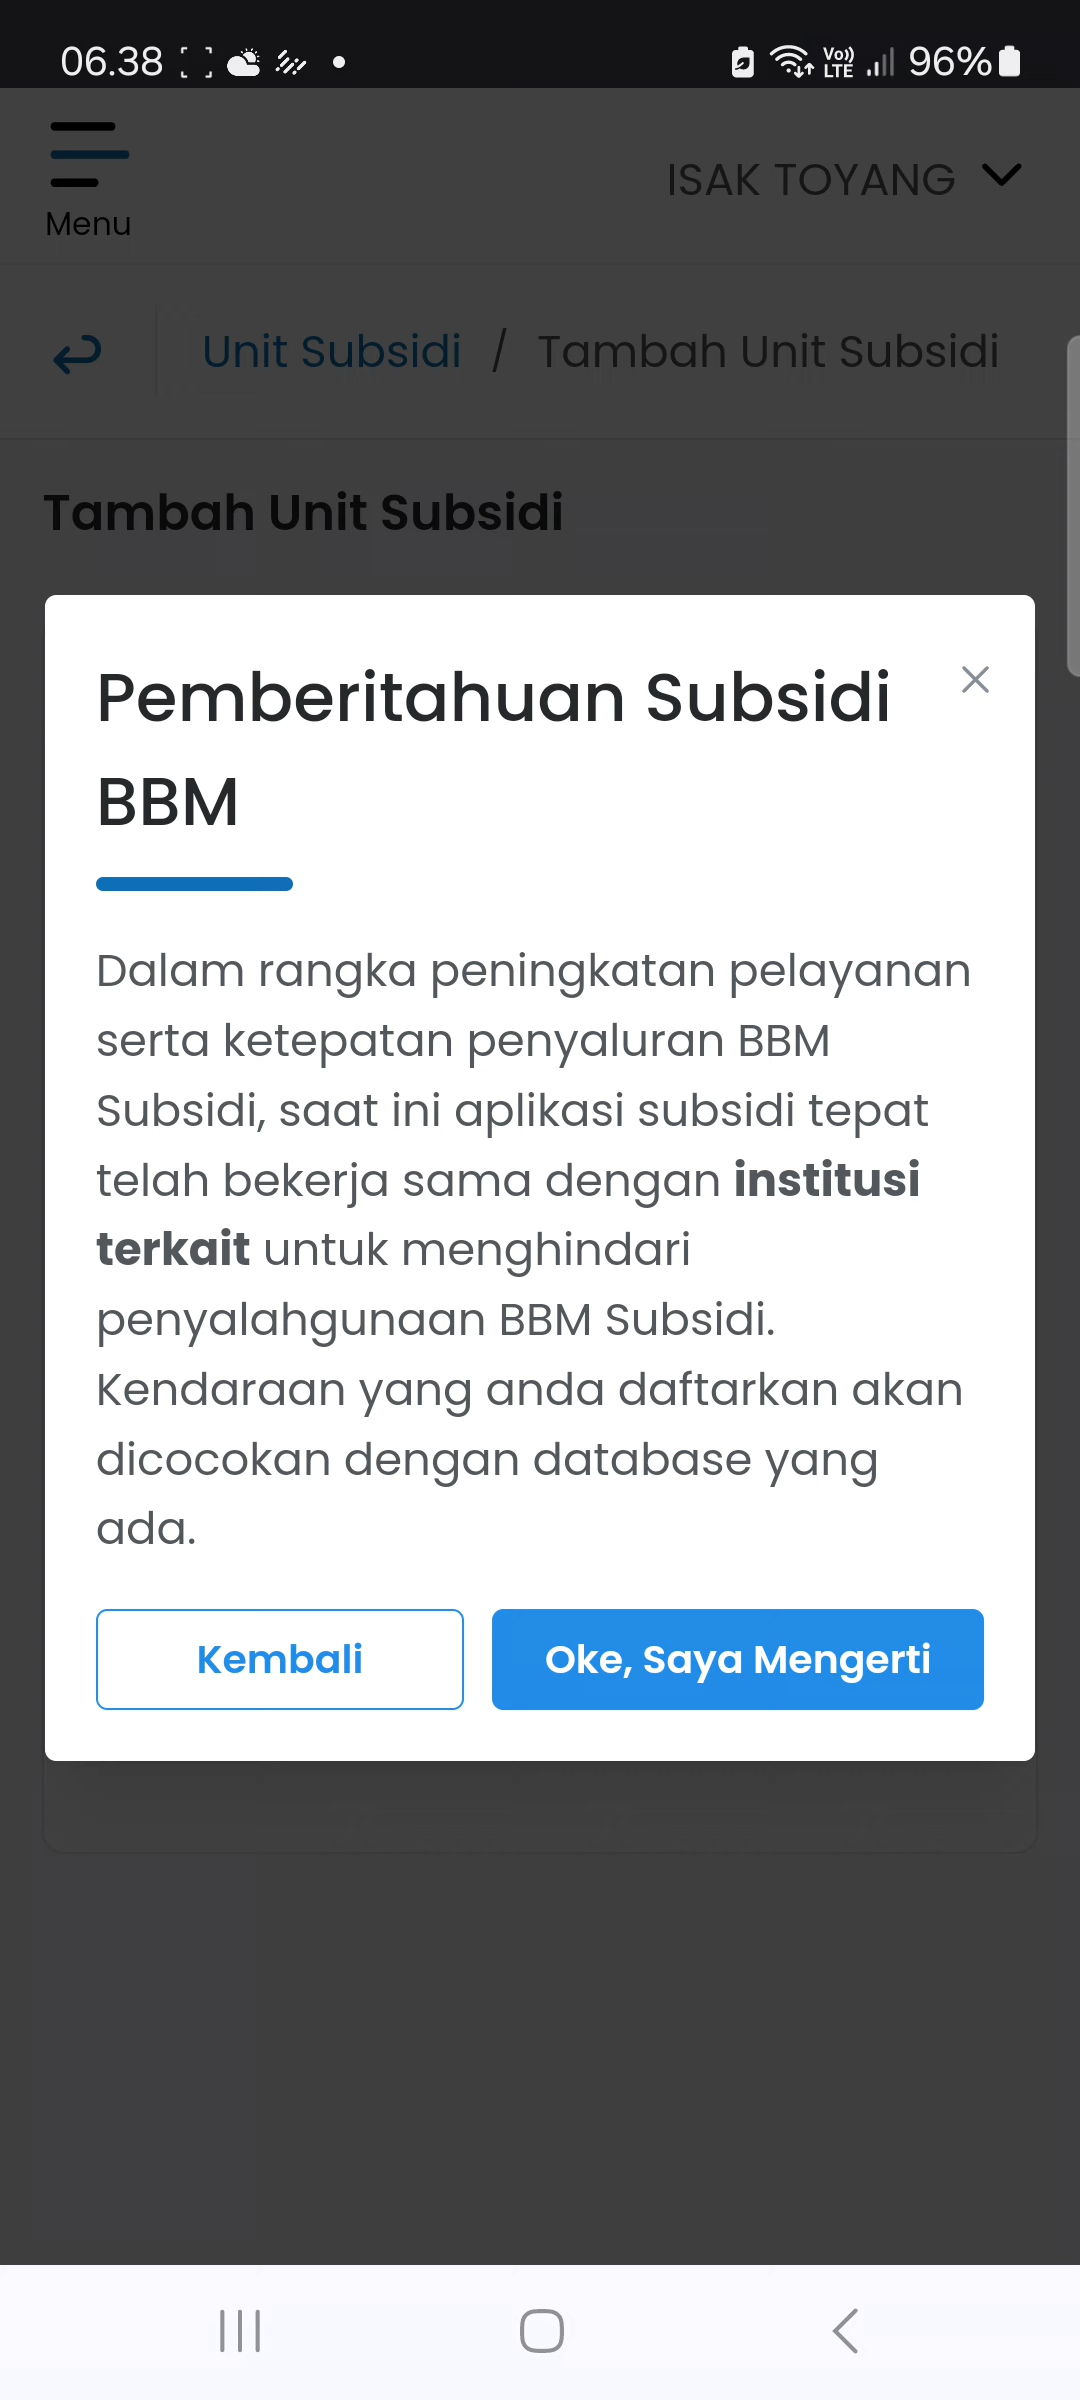 06.38
Vo)) LTE 96%
Menu
ISAK TOYANG
Unit Subsidi / Tambah Unit Subsidi
Tambah Unit Subsidi
Pemberitahuan Subsidi
BBM
Dalam rangka peningkatan pelayanan
serta ketepatan penyaluran BBM
Subsidi, saat ini aplikasi subsidi tepat
telah bekerja sama dengan institusi
terkait untuk menghindari
penyalahgunaan BBM Subsidi.
Kendaraan yang anda daftarkan akan
dicocokan dengan database yang
ada.
Kembali
Oke, Saya Mengerti